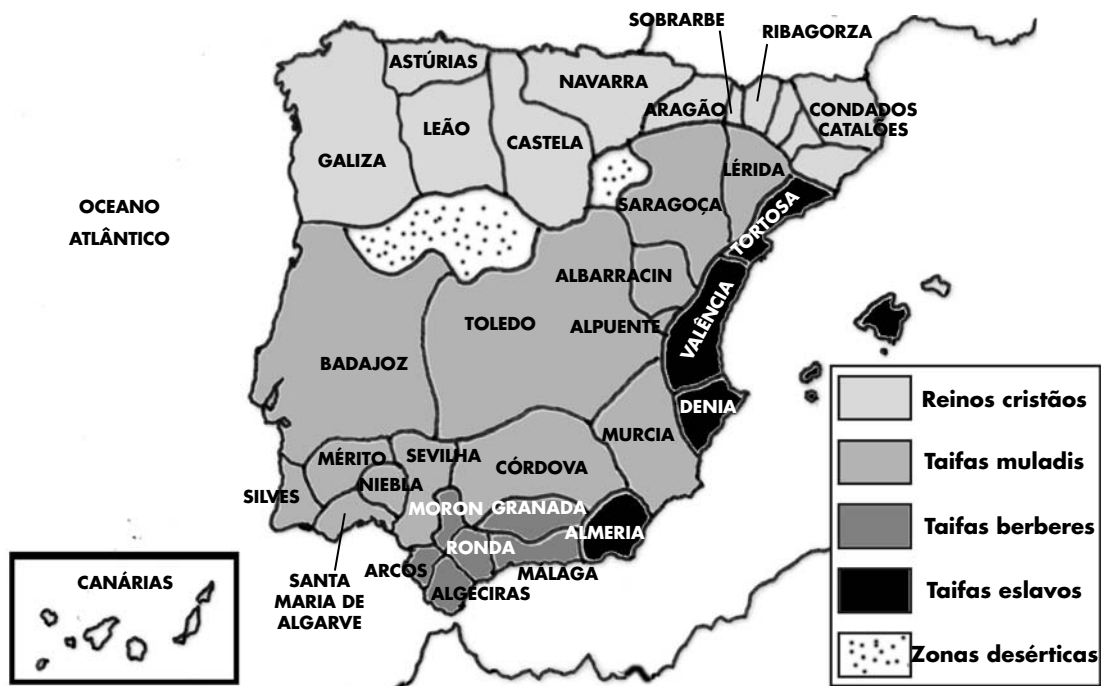 SOBRARBE
RIBAGORZA
ASTÚRIAS
NAVARRA
ARAGÃO
CONDADOS
CATALÕES
LEÃO
CASTELA
GALIZA
LÉRIDA
SARAGOÇA
OCEANO
ATLÂNTICO
TORTOSA
ALBARRACIN
TOLEDO
ALPUENTE
VALÊNCIA
BADAJOZ
DENIA
MURCIA
MÉRITO
SEVILHA
CÓRDOVA
NIEBLA
SILVES
MORON
GRANADA
ALMERIA
RONDA
ARCOS
MÁLAGA
ALGECIRAS
SANTA
MARIA DE
ALGARVE
CANÁRIAS
Reinos cristãos
Taifas muladis
Taifas berberes
Taifas eslavos
Zonas desérticas